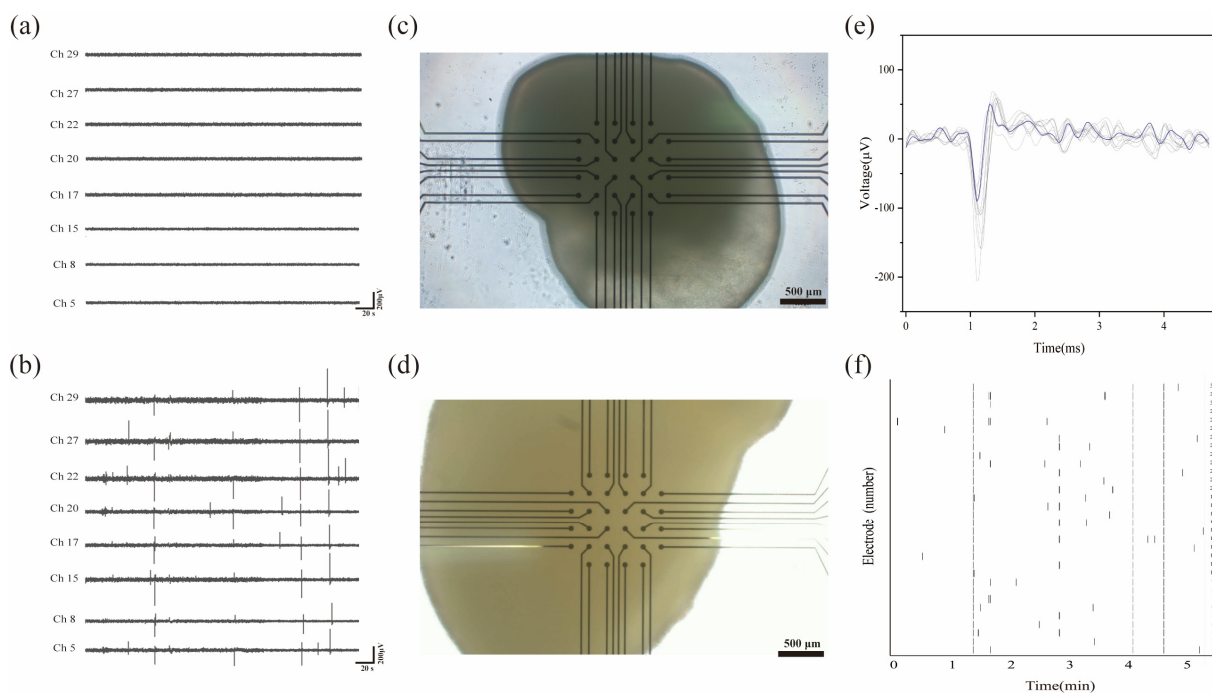 (a)
Ch 29
Ch 27
Ch 22
Ch 20
Ch 17
Ch 15
Ch 8
Ch 5
200μV
20 s
(c)
500 μm
(e)
100
0
-100
-200
Voltage(μV)
0 1 2 3 4
Time(ms)
(b)
Ch 29
Ch 27
Ch 22
Ch 20
Ch 17
Ch 15
Ch 8
Ch 5
200μV
20 s
(d)
500 μm
(f)
Electrode (number)
0 1 2 3 4 5
Time(min)